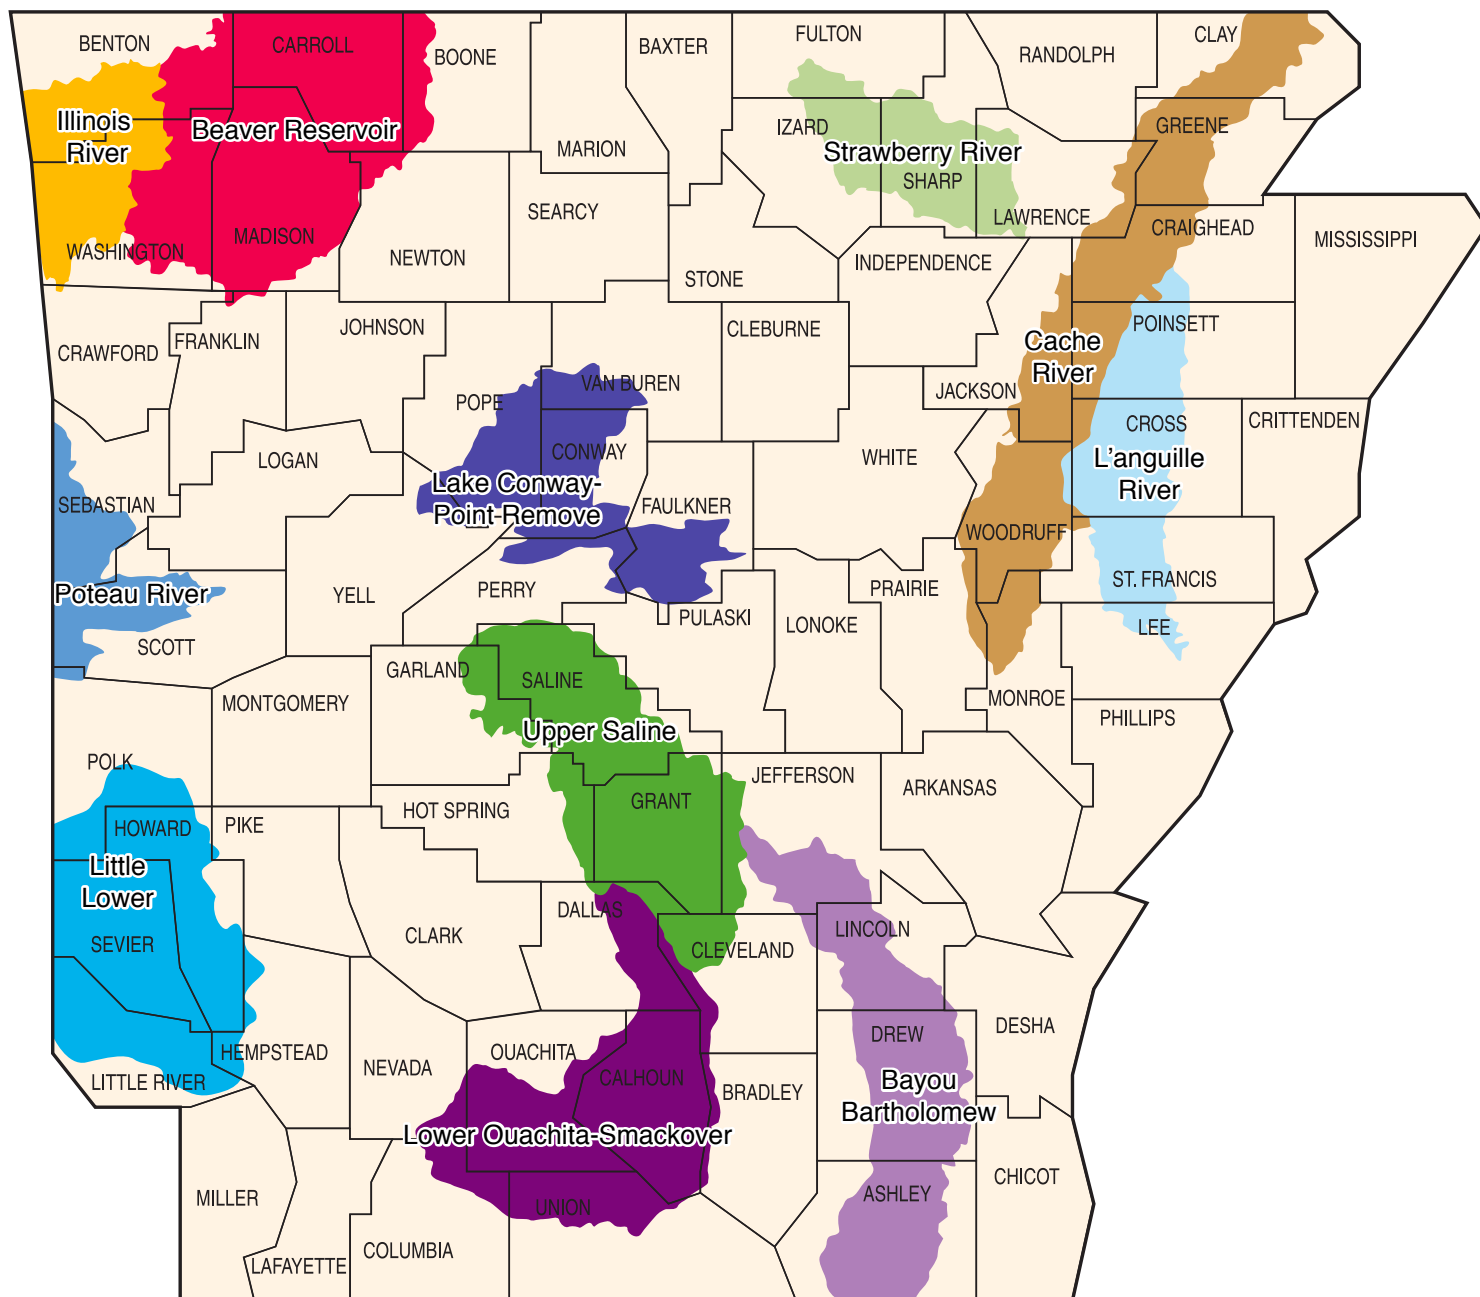 BENTON
CARROLL
BOONE
BAXTER
FULTON
RANDOLPH
CLAY
Illinois
River
Beaver Reservoir
MARION
IZARD
Strawberry River
SHARP
GREENE
WASHINGTON
MADISON
NEWTON
SEARCY
STONE
INDEPENDENCE
LAWRENCE
CRAIGHEAD
MISSISSIPPI
CRAWFORD
FRANKLIN
JOHNSON
POPE
VAN BUREN
CLEBURNE
JACKSON
Cache
River
POINSETT
CROSS
CRITTENDEN
LOGAN
CONWAY
WHITE
L'anguille
River
SEBASTIAN
Lake Conway-
Point-Remove
FAULKNER
WOODRUFF
ST. FRANCIS
Poteau River
SCOTT
YELL
PERRY
PULASKI
LONOKE
PRAIRIE
LEE
MONROE
PHILLIPS
POLK
MONTGOMERY
GARLAND
SALINE
Upper Saline
GRANT
JEFFERSON
ARKANSAS
HOWARD
PIKE
HOT SPRING
Little
Lower
SEVIER
CLARK
DALLAS
CLEVELAND
LINCOLN
DESHA
DREW
LITTLE RIVER
HEMPSTEAD
NEVADA
OUACHITA
CALHOUN
BRADLEY
Bayou
Bartholomew
Lower Ouachita-Smackover
MILLER
LAFAYETTE
COLUMBIA
UNION
ASHLEY
CHICOT